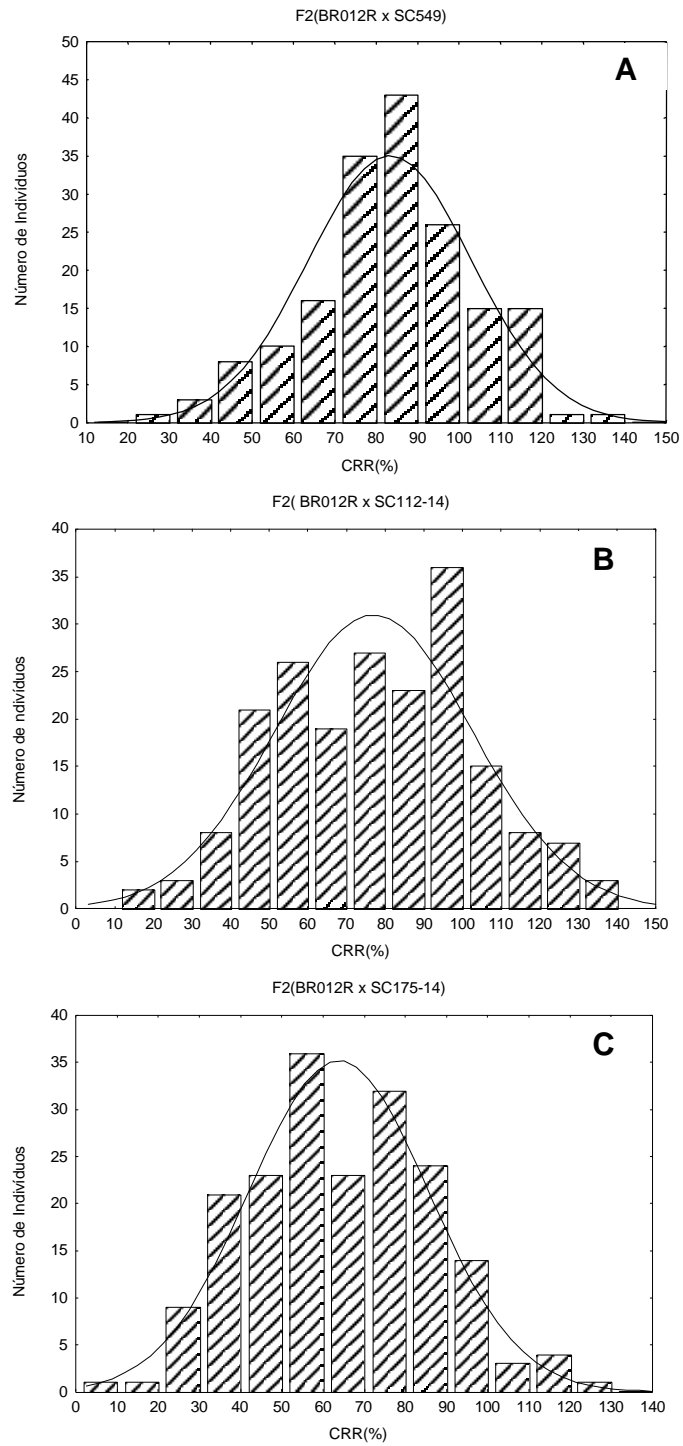 F2(BR012R x SC549)
A
50
45
40
35
30
25
20
15
10
5
0
Número de Indivíduos
10 20 30 40 50 60 70 80 90 100 110 120 130 140 150
CRR(%)
F2( BR012R x SC112-14)
B
40
35
30
25
20
15
10
5
0
Número de ndivíduos
0 10 20 30 40 50 60 70 80 90 100 110 120 130 140 150
CRR(%)
F2(BR012R x SC175-14)
C
40
35
30
25
20
15
10
5
0
Número de Indivíduos
0 10 20 30 40 50 60 70 80 90 100 110 120 130 140
CRR(%)